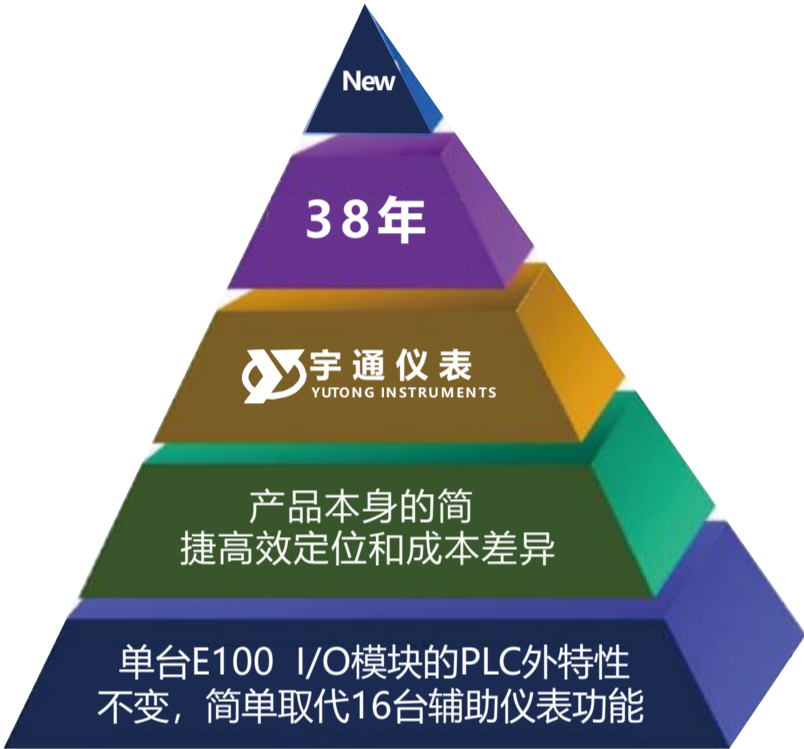 New
38年
宇通仪表
YUTONG INSTRUMENTS
产品本身的简
捷高效定位和成本差异
单台E100 I/O模块的PLC外特性
不变，简单取代16台辅助仪表功能